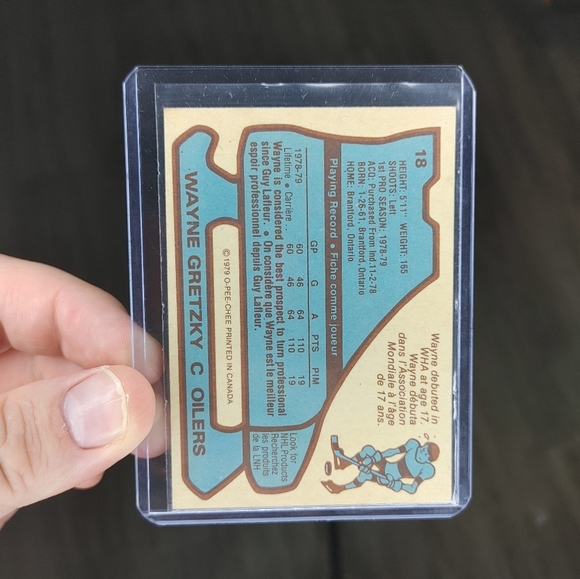 18
HEIGHT: 5'11" WEIGHT: 165
SHOOTS: Left
1st PRO SEASON: 1978-79
ACQ: Purchased From Ind. 11-2-78
BORN: 1-26-61, Brantford, Ontario
HOME: Brantford, Ontario
Wayne debuted in
WHA at age 17.
Wayne débuta
dans l'Association
Mondiale à l'âge
de 17 ans.
Playing Record • Fiche comme joueur
GP G A PTS PIM
1978-79 60 46 64 110 19
Lifetime • Carrière .. 60 46 64 110 19
Wayne is considered the best prospect to turn professional
since Guy Lafleur. • On considère que Wayne est le meilleur
espoir professionnel depuis Guy Lafleur.
Look for
NHL Products
Recherchez
les produits
de la LNH
© 1979 O-PEE-CHEE PRINTED IN CANADA
WAYNE GRETZKY C OILERS